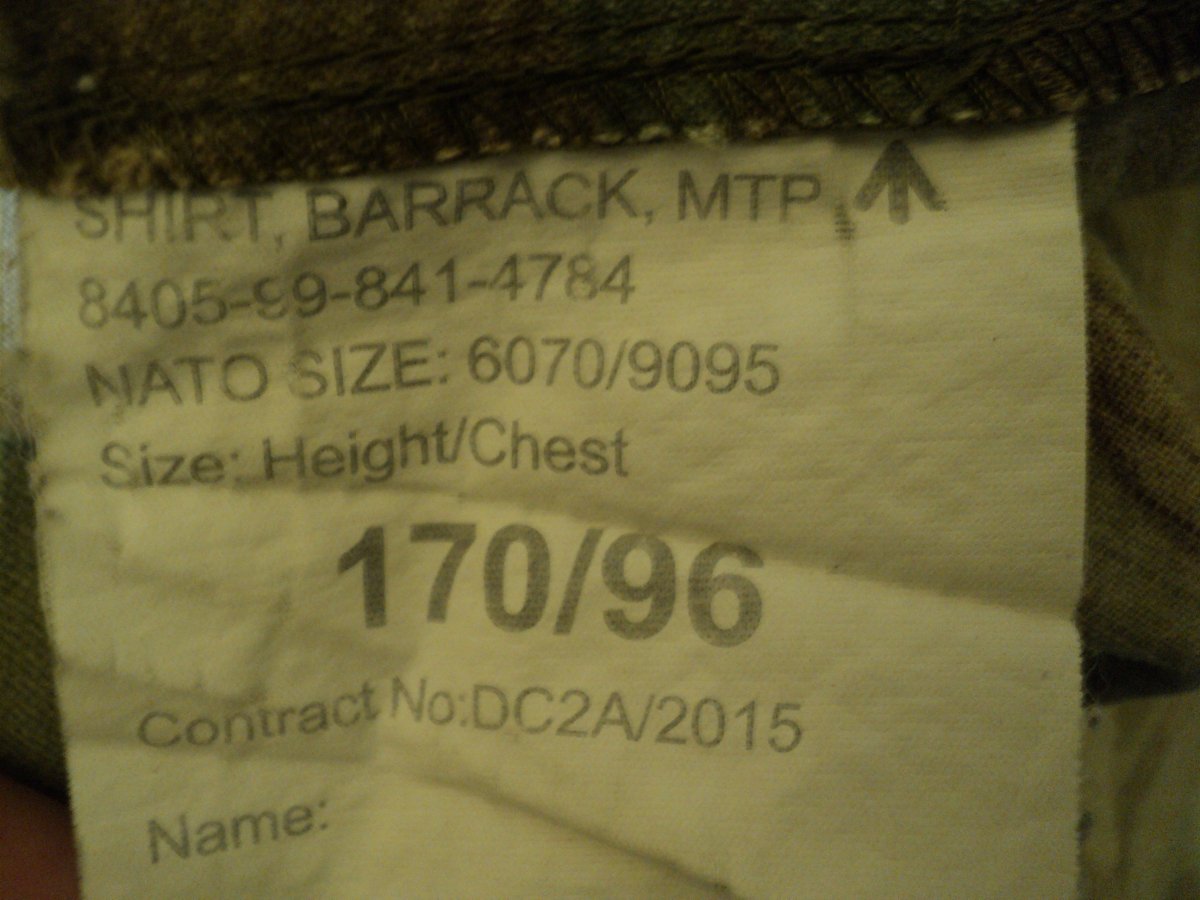 SHIRT, BARRACK, MTP
8405-99-841-4784
NATO SIZE: 6070/9095
Size: Height/Chest
170/96
Contract No:DC2A/2015
Name: